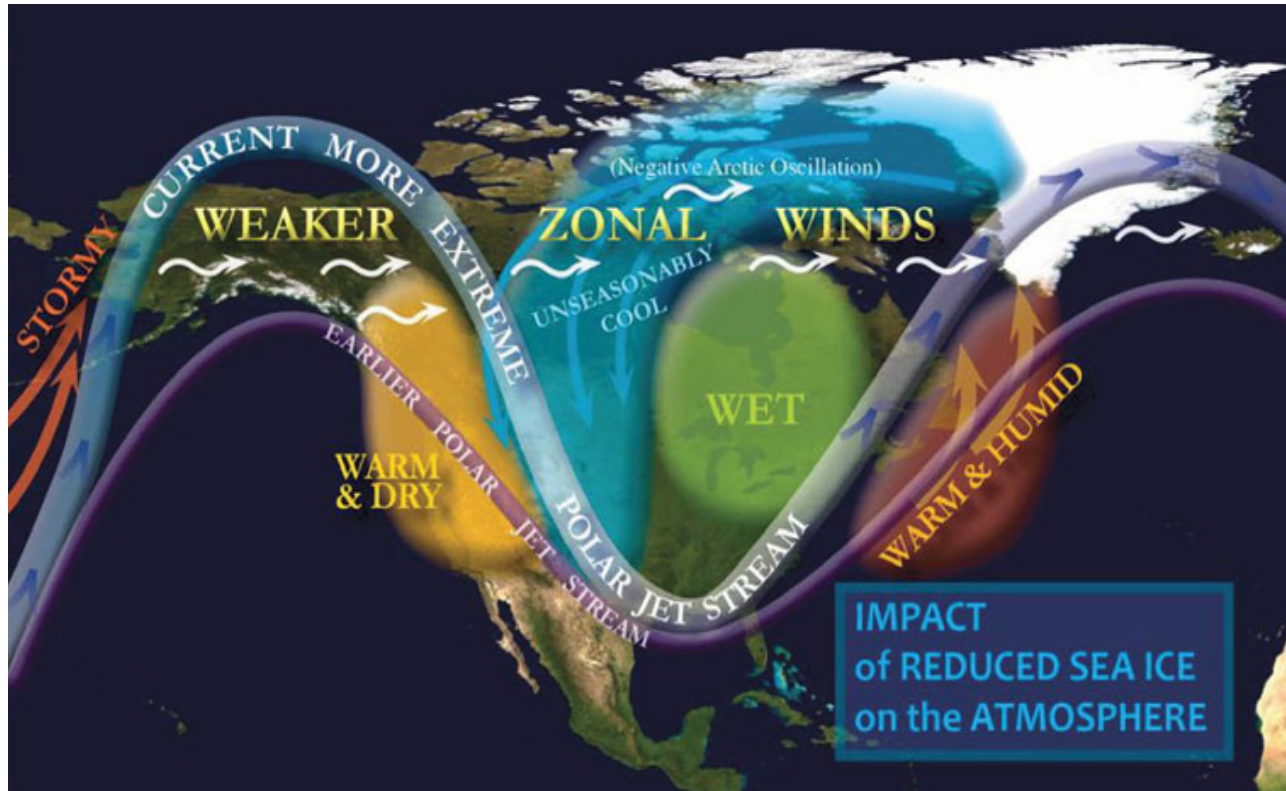 CURRENT MORE EXTREME POLAR JET STREAM
(Negative Arctic Oscillation)
WEAKER ZONAL WINDS
STORMY
UNSEASONABLY
COOL
EARLIER POLAR JET STREAM
WET
WARM
& DRY
WARM & HUMID
IMPACT
of REDUCED SEA ICE
on the ATMOSPHERE